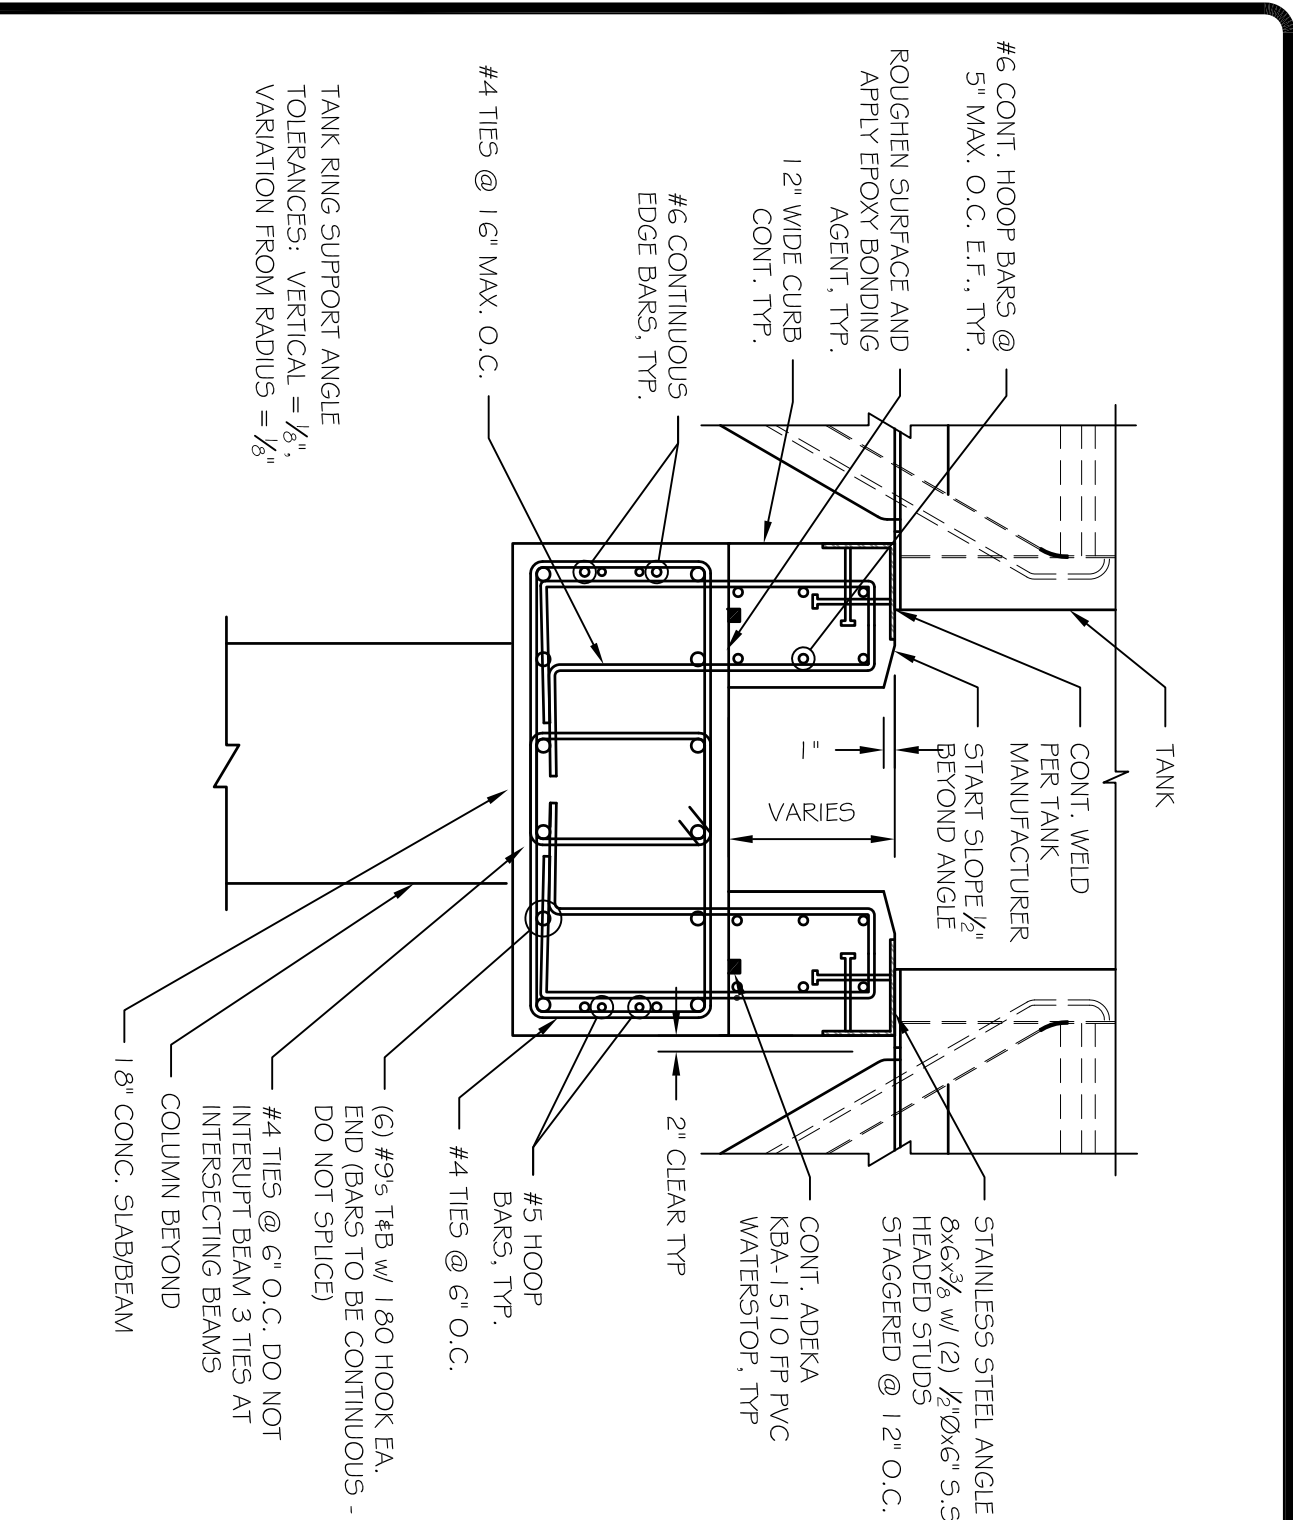 #6 CONT. HOOP BARS @
5" MAX. O.C. E.F., TYP.
ROUGHEN SURFACE AND
APPLY EPOXY BONDING
AGENT, TYP.
12" WIDE CURB
CONT. TYP.
#6 CONTINUOUS
EDGE BARS, TYP.
#4 TIES @ 16" MAX. O.C.
TANK RING SUPPORT ANGLE
TOLERANCES: VERTICAL = 1/8",
VARIATION FROM RADIUS = 1/8"
TANK
CONT. WELD
PER TANK
MANUFACTURER
START SLOPE 1/2"
BEYOND ANGLE
1"
VARIES
STAINLESS STEEL ANGLE
8x6x3/8 w/ (2) 1/2"Øx6" S.S
HEADED STUDS
STAGGERED @ 12" O.C.
CONT. ADEKA
KBA-1510 FP PVC
WATERSTOP, TYP
2" CLEAR TYP
#5 HOOP
BARS, TYP.
#4 TIES @ 6" O.C.
(6) #9's T&B w/ 180 HOOK EA.
END (BARS TO BE CONTINUOUS -
DO NOT SPLICE)
#4 TIES @ 6" O.C. DO NOT
INTERUPT BEAM 3 TIES AT
INTERSECTING BEAMS
COLUMN BEYOND
18" CONC. SLAB/BEAM